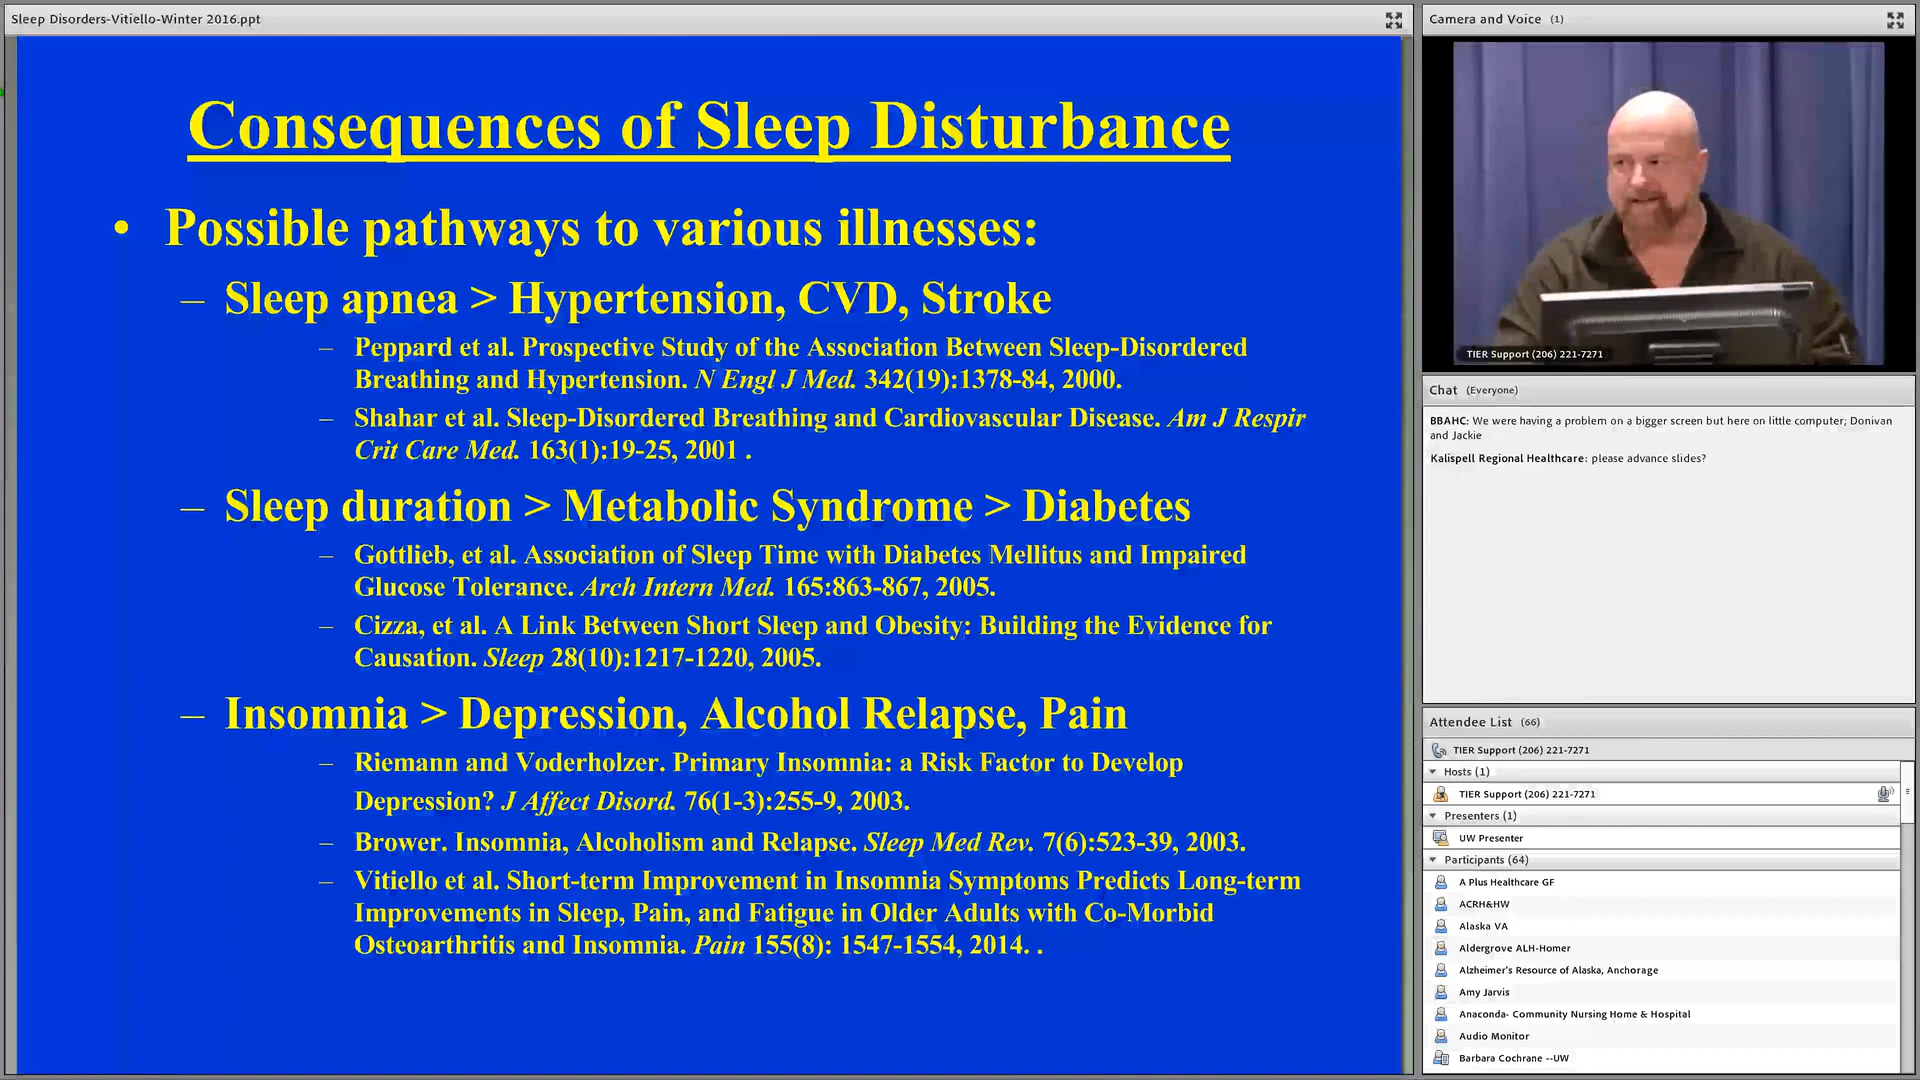 Sleep Disorders-Vitiello-Winter 2016.ppt
Consequences of Sleep Disturbance
• Possible pathways to various illnesses:
– Sleep apnea > Hypertension, CVD, Stroke
– Peppard et al. Prospective Study of the Association Between Sleep-Disordered
Breathing and Hypertension. N Engl J Med. 342(19):1378-84, 2000.
– Shahar et al. Sleep-Disordered Breathing and Cardiovascular Disease. Am J Respir
Crit Care Med. 163(1):19-25, 2001 .
– Sleep duration > Metabolic Syndrome > Diabetes
– Gottlieb, et al. Association of Sleep Time with Diabetes Mellitus and Impaired
Glucose Tolerance. Arch Intern Med. 165:863-867, 2005.
– Cizza, et al. A Link Between Short Sleep and Obesity: Building the Evidence for
Causation. Sleep 28(10):1217-1220, 2005.
– Insomnia > Depression, Alcohol Relapse, Pain
– Riemann and Voderholzer. Primary Insomnia: a Risk Factor to Develop
Depression? J Affect Disord. 76(1-3):255-9, 2003.
– Brower. Insomnia, Alcoholism and Relapse. Sleep Med Rev. 7(6):523-39, 2003.
– Vitiello et al. Short-term Improvement in Insomnia Symptoms Predicts Long-term
Improvements in Sleep, Pain, and Fatigue in Older Adults with Co-Morbid
Osteoarthritis and Insomnia. Pain 155(8): 1547-1554, 2014. .
Camera and Voice (1)
TIER Support (206) 221-7271
Chat (Everyone)
BBAHC: We were having a problem on a bigger screen but here on little computer; Donivan
and Jackie
Kalispell Regional Healthcare: please advance slides?
Attendee List (66)
TIER Support (206) 221-7271
Hosts (1)
TIER Support (206) 221-7271
Presenters (1)
UW Presenter
Participants (64)
A Plus Healthcare GF
ACRH&HW
Alaska VA
Aldergrove ALH-Homer
Alzheimer's Resource of Alaska, Anchorage
Amy Jarvis
Anaconda- Community Nursing Home & Hospital
Audio Monitor
Barbara Cochrane --UW